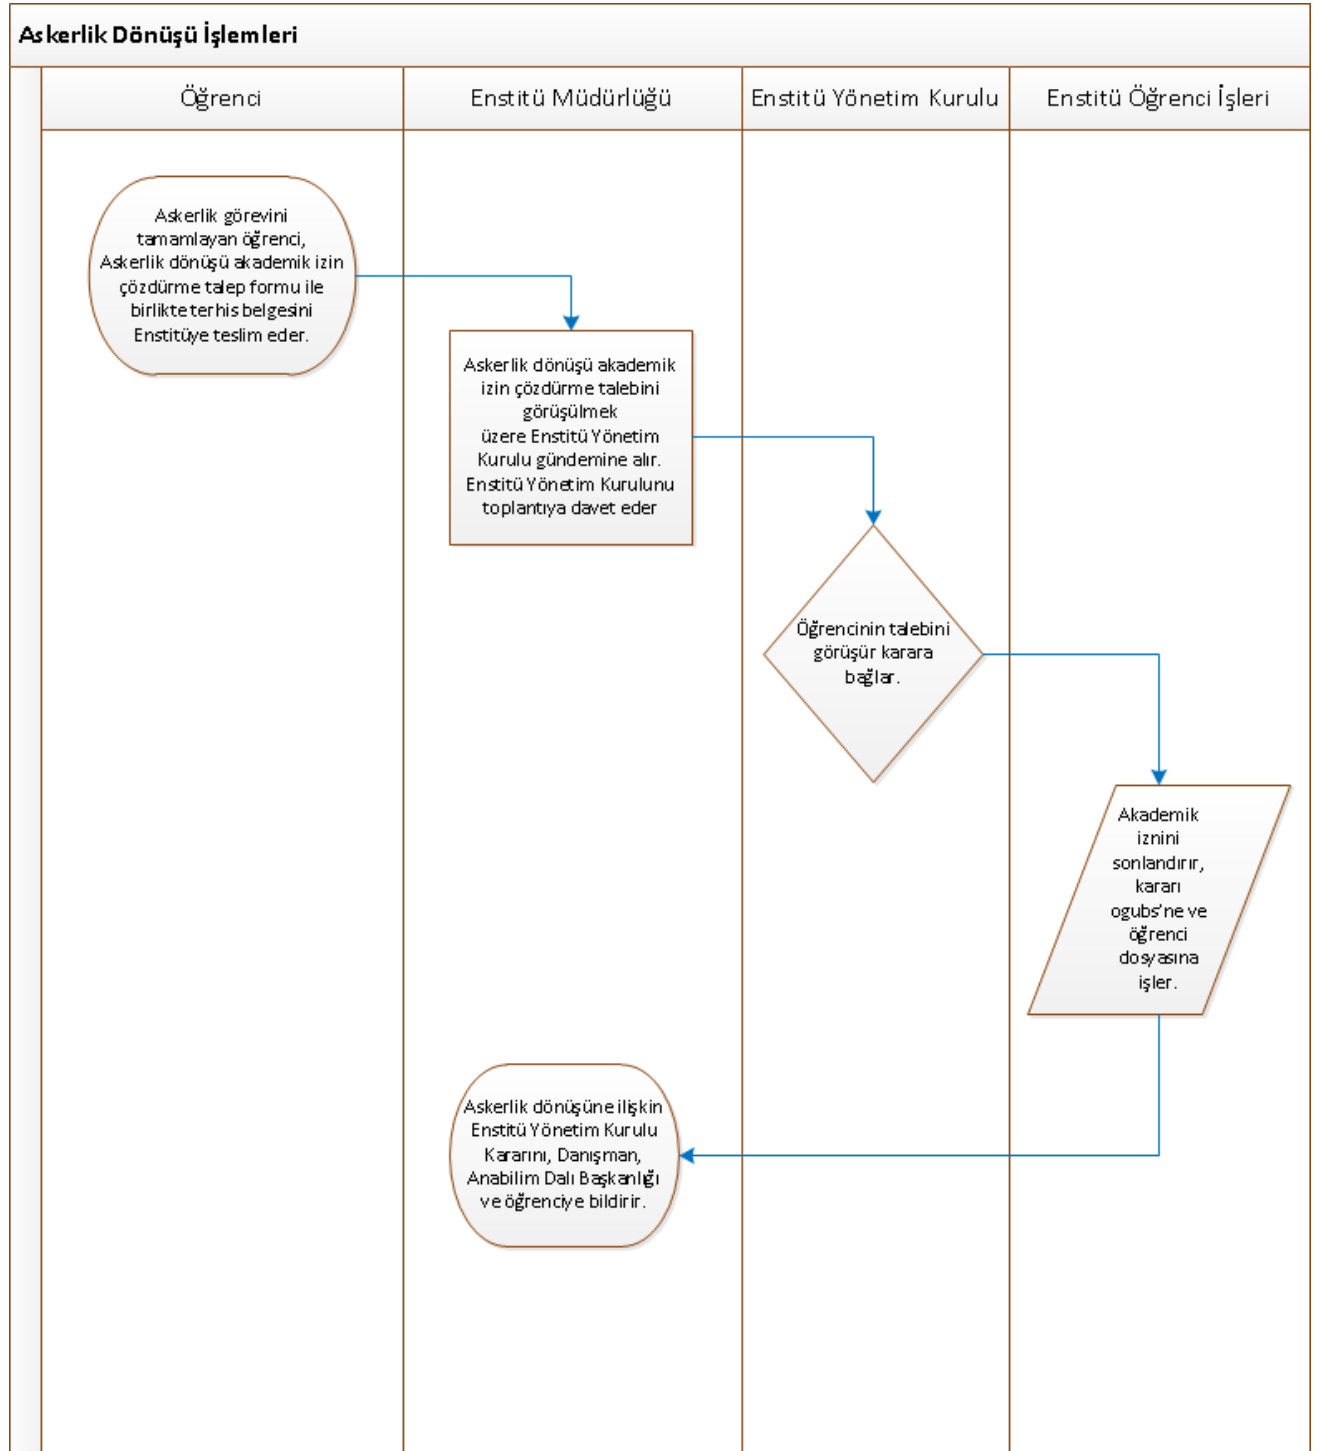 Askerlik Dönüşü İşlemleri
Öğrenci
Enstitü Müdürlüğü
Enstitü Yönetim Kurulu
Enstitü Öğrenci İşleri
Askerlik görevini
tamamlayan öğrenci,
Askerlik dönüşü akademik izin
çözdürme talep formu ile
birlikte terhis belgesini
Enstitüye teslim eder.
Askerlik dönüşü akademik
izin çözdürme talebini
görüşülmek
üzere Enstitü Yönetim
Kurulu gündemine alır.
Enstitü Yönetim Kurulunu
toplantıya davet eder
Öğrencinin talebini
görüşür karara
bağlar.
Akademik
iznini
sonlandırır,
kararı
ogubs’ne ve
öğrenci
dosyasına
işler.
Askerlik dönüşüne ilişkin
Enstitü Yönetim Kurulu
Kararını, Danışman,
Anabilim Dalı Başkanlığı
ve öğrenciye bildirir.